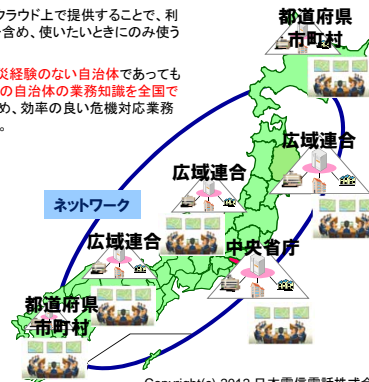 クラウド上で提供することで、利
含め、使いたいときにのみ使う
災経験のない自治体であっても
の自治体の業務知識を全国で
め、効率の良い危機対応業務
。
都道府県
市町村
広域連合
広域連合
ネットワーク
広域連合
中央省庁
都道府県
市町村
Copyright(c) 2012 日本電信電話株式会